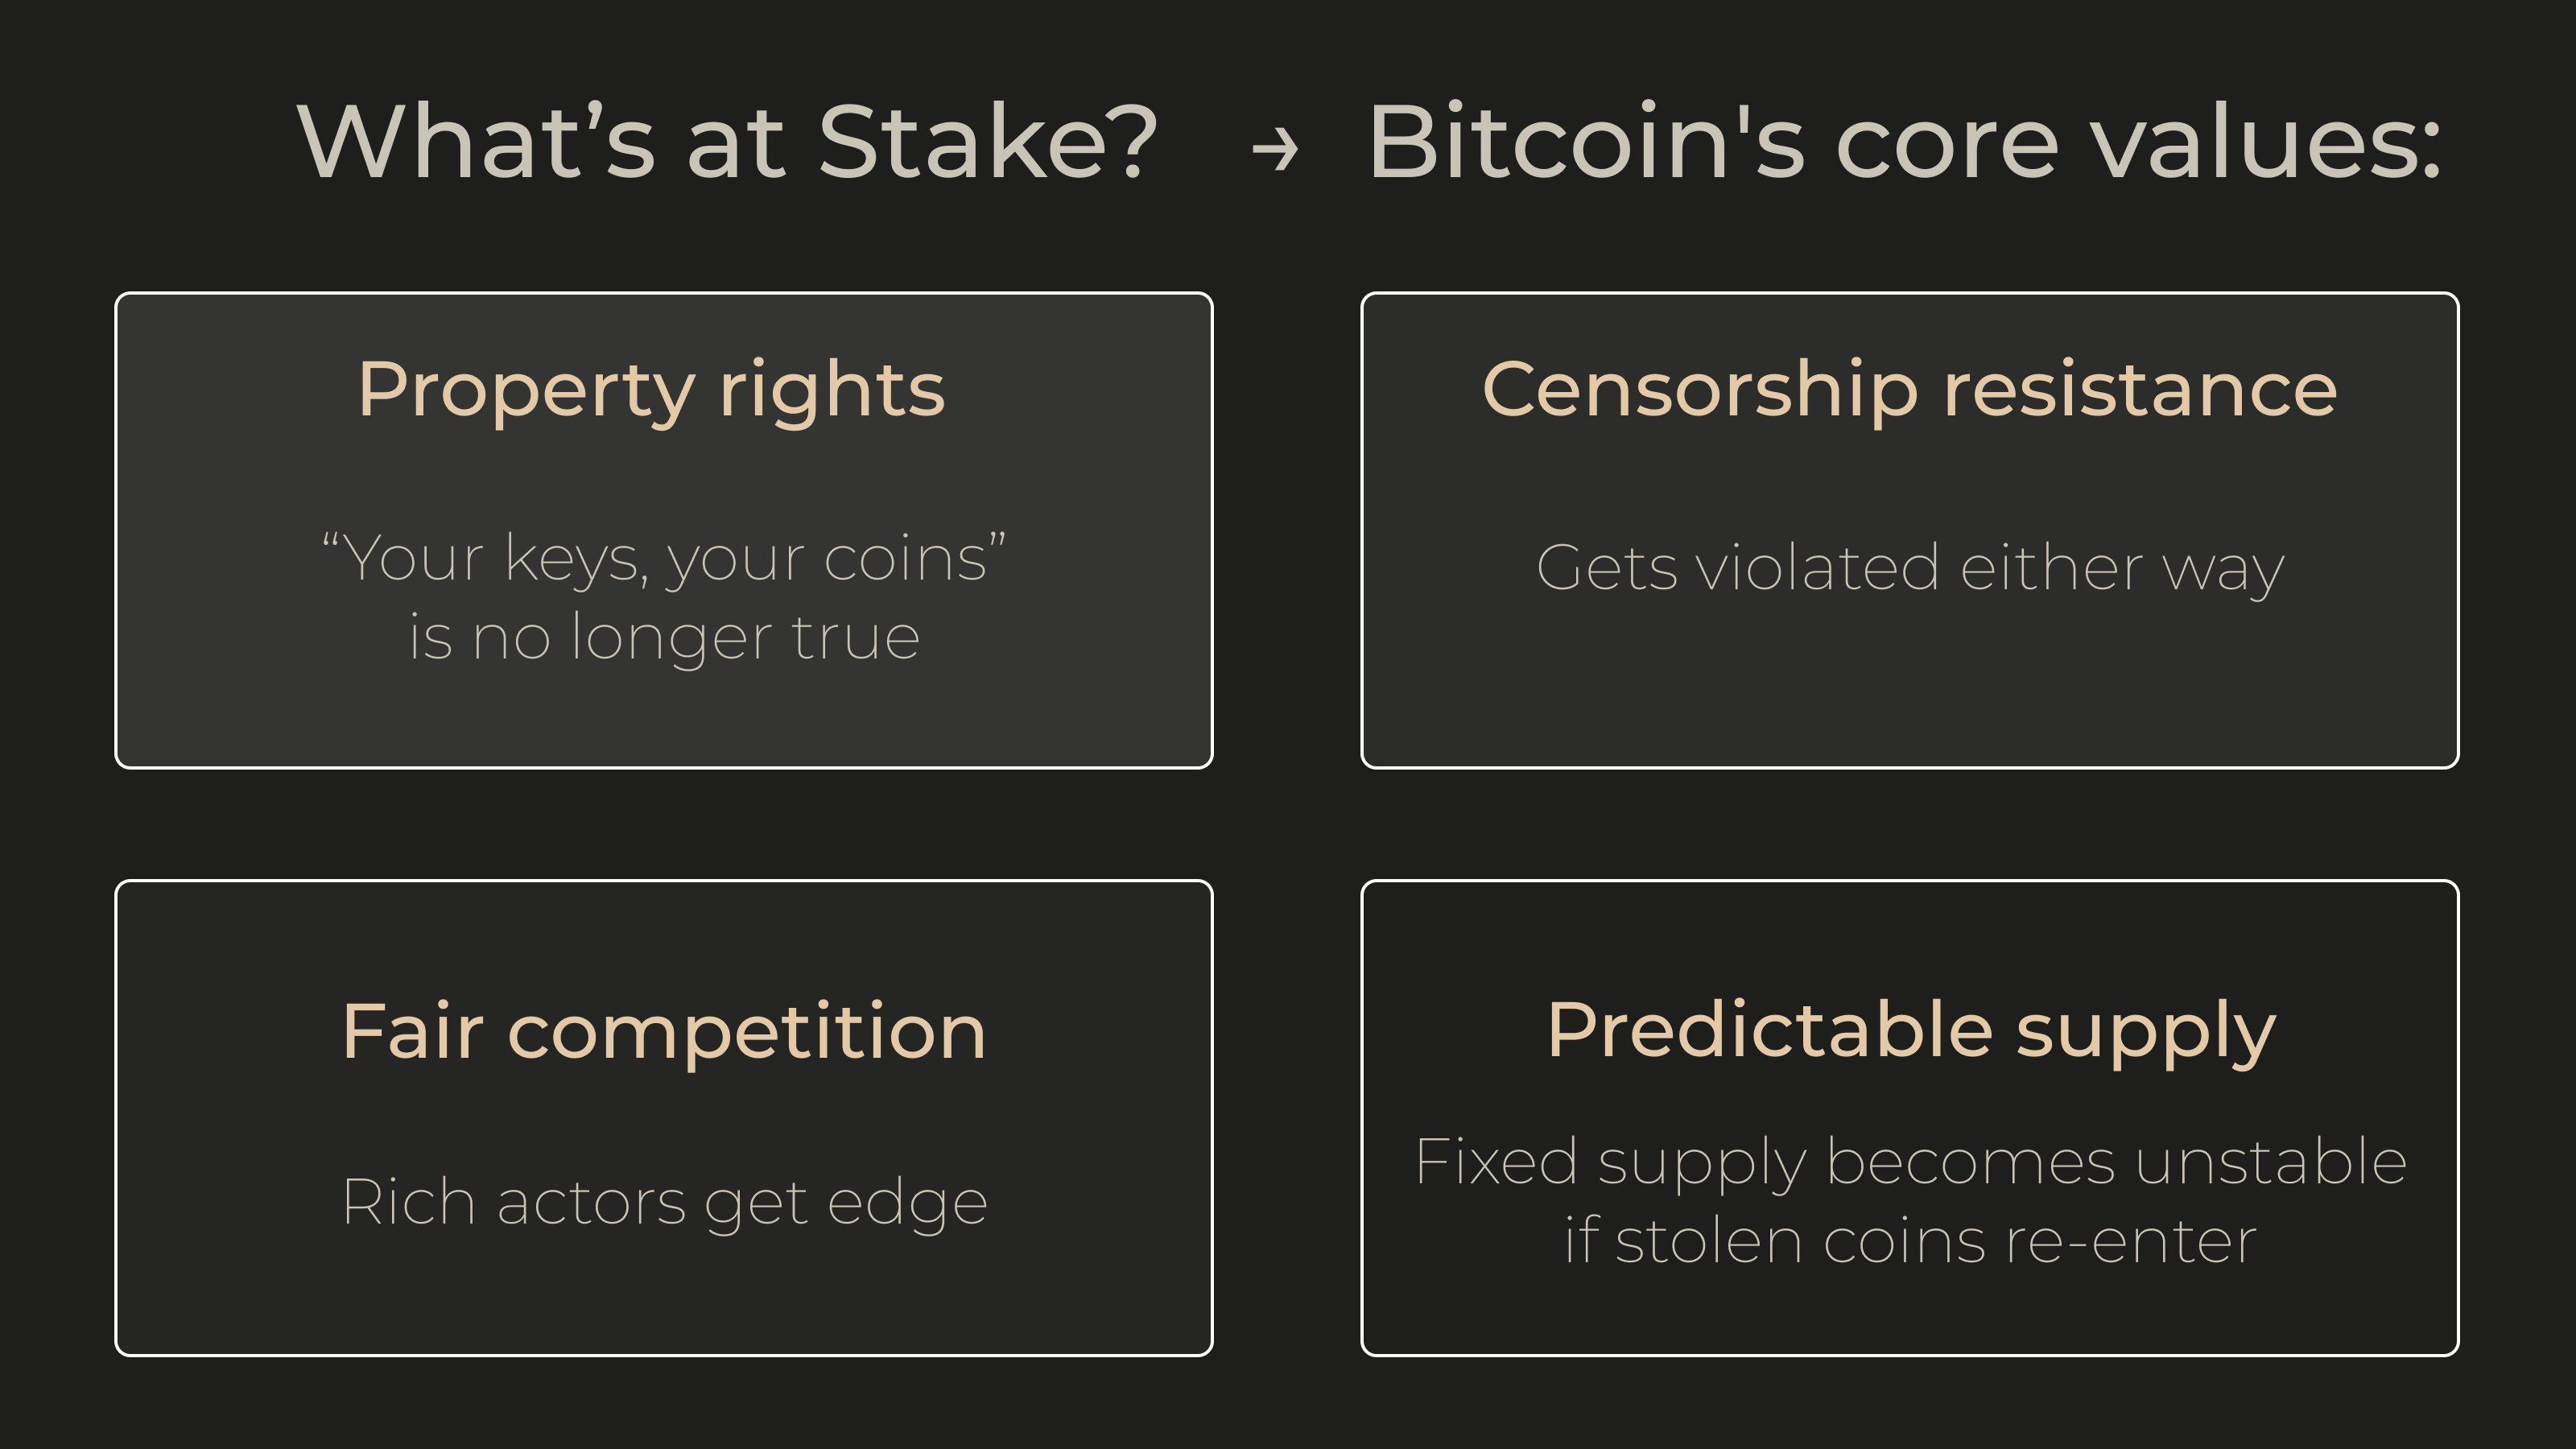 What’s at Stake? → Bitcoin's core values:
Property rights
“Your keys, your coins”
is no longer true
Censorship resistance
Gets violated either way
Fair competition
Rich actors get edge
Predictable supply
Fixed supply becomes unstable
if stolen coins re-enter